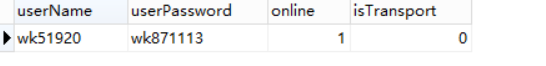 userName userPassword online isTransport
wk51920 wk871113 1 0